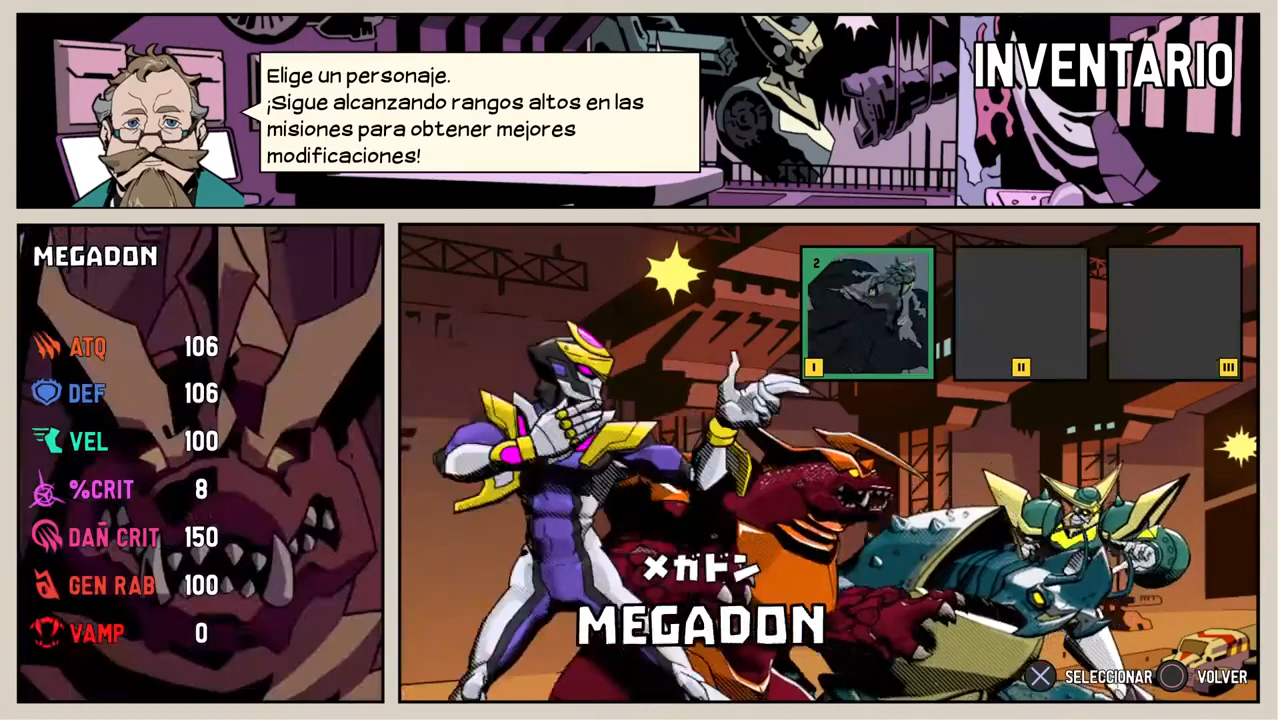 Elige un personaje.
¡Sigue alcanzando rangos altos en las
misiones para obtener mejores
modificaciones!
INVENTARIO
MEGADON
ATQ 106
DEF 106
VEL 100
%CRIT 8
DAÑ CRIT 150
GEN RAB 100
VAMP 0
2
I
II
III
メガドン
MEGADON
SELECCIONAR VOLVER